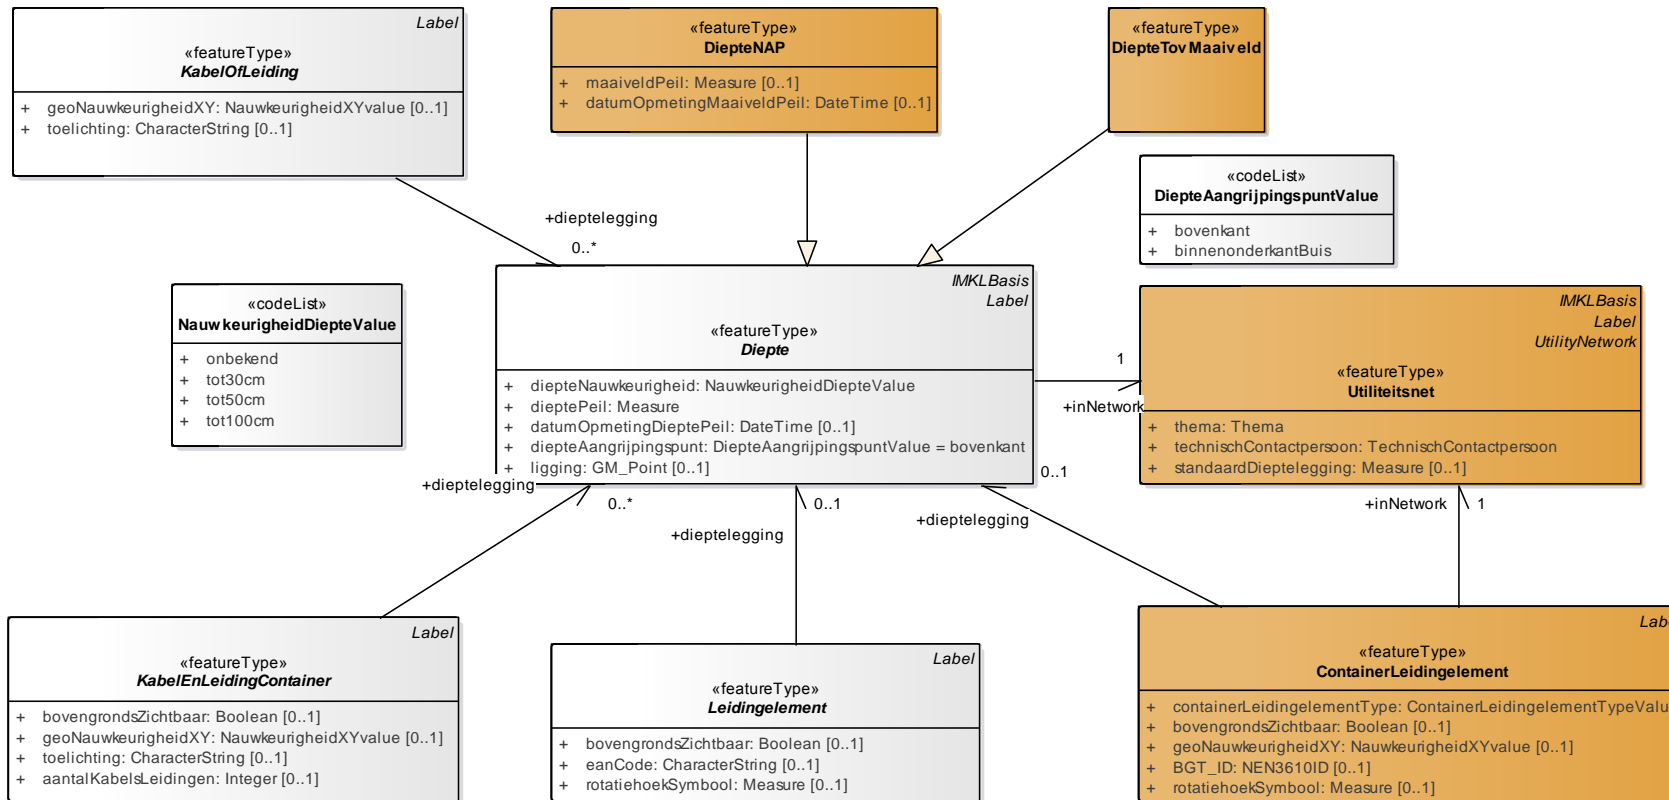 Label
«featureType»
KabelOfLeiding
+ geoNauwkeurigheidXY: NauwkeurigheidXYvalue [0..1]
+ toelichting: CharacterString [0..1]
«featureType»
DiepteNAP
+ maaiveldPeil: Measure [0..1]
+ datumOpmetingMaaiveldPeil: DateTime [0..1]
«featureType»
DiepteTovMaaiveld
«codeList»
DiepteAangrijpingspuntValue
+ bovenkant
+ binnenonderkantBuis
+dieptelegging
0..*
«codeList»
NauwkeurigheidDiepteValue
+ onbekend
+ tot30cm
+ tot50cm
+ tot100cm
IMKLBasis
Label
«featureType»
Diepte
+ diepteNauwkeurigheid: NauwkeurigheidDiepteValue
+ dieptePeil: Measure
+ datumOpmetingDieptePeil: DateTime [0..1]
+ diepteAangrijpingspunt: DiepteAangrijpingspuntValue = bovenkant
+ ligging: GM_Point [0..1]
1
+inNetwork
IMKLBasis
Label
UtilityNetwork
«featureType»
Utiliteitsnet
+ thema: Thema
+ technischContactpersoon: TechnischContactpersoon
+ standaardDieptelegging: Measure [0..1]
+dieptelegging
0..*
+dieptelegging
0..1
+dieptelegging
0..1
+inNetwork
1
Label
«featureType»
KabelEnLeidingContainer
+ bovengrondsZichtbaar: Boolean [0..1]
+ geoNauwkeurigheidXY: NauwkeurigheidXYvalue [0..1]
+ toelichting: CharacterString [0..1]
+ aantalKabelsLeidingen: Integer [0..1]
Label
«featureType»
Leidingelement
+ bovengrondsZichtbaar: Boolean [0..1]
+ eanCode: CharacterString [0..1]
+ rotatiehoekSymbool: Measure [0..1]
Labe
«featureType»
ContainerLeidingelement
+ containerLeidingelementType: ContainerLeidingelementTypeValu
+ bovengrondsZichtbaar: Boolean [0..1]
+ geoNauwkeurigheidXY: NauwkeurigheidXYvalue [0..1]
+ BGT_ID: NEN3610ID [0..1]
+ rotatiehoekSymbool: Measure [0..1]